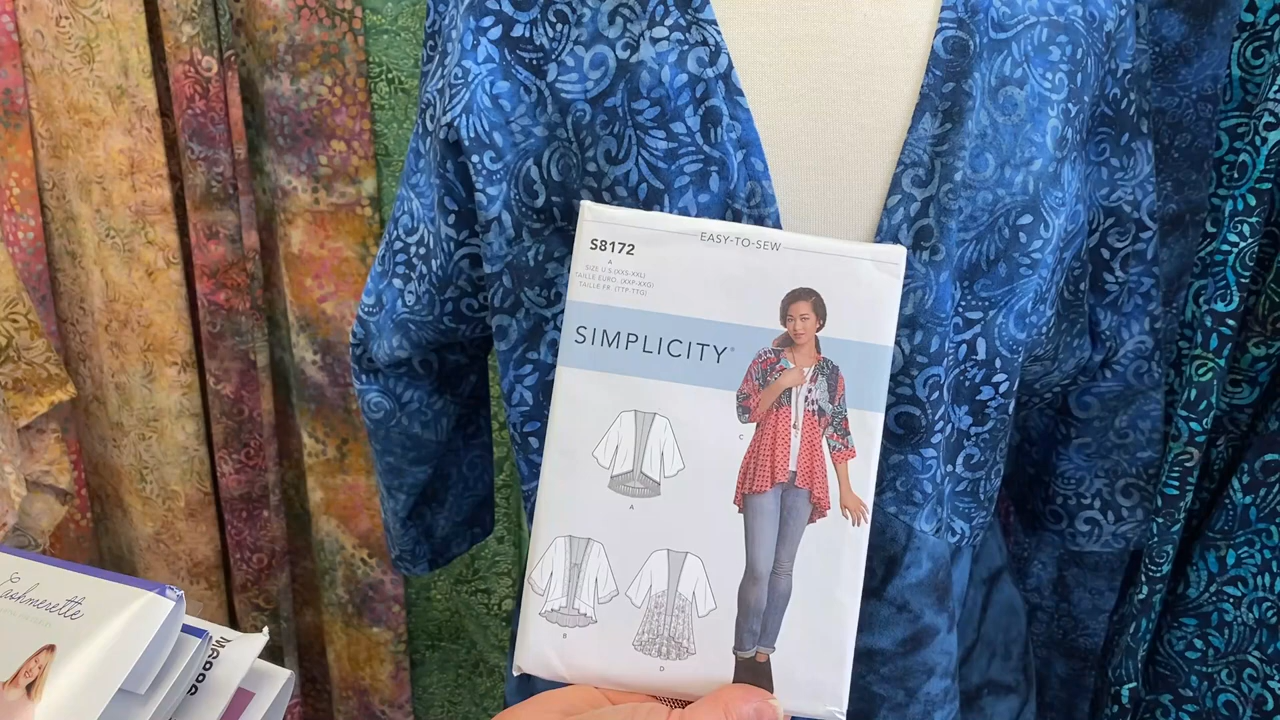 EASY-TO-SEW
S8172
A
SIZE U.S.(XXS-XXL)
TAILLE EURO. (XXP-XXG)
TAILLE FR. (TTP-TTG)
SIMPLICITY®
C
A
B
D
Cashmerette